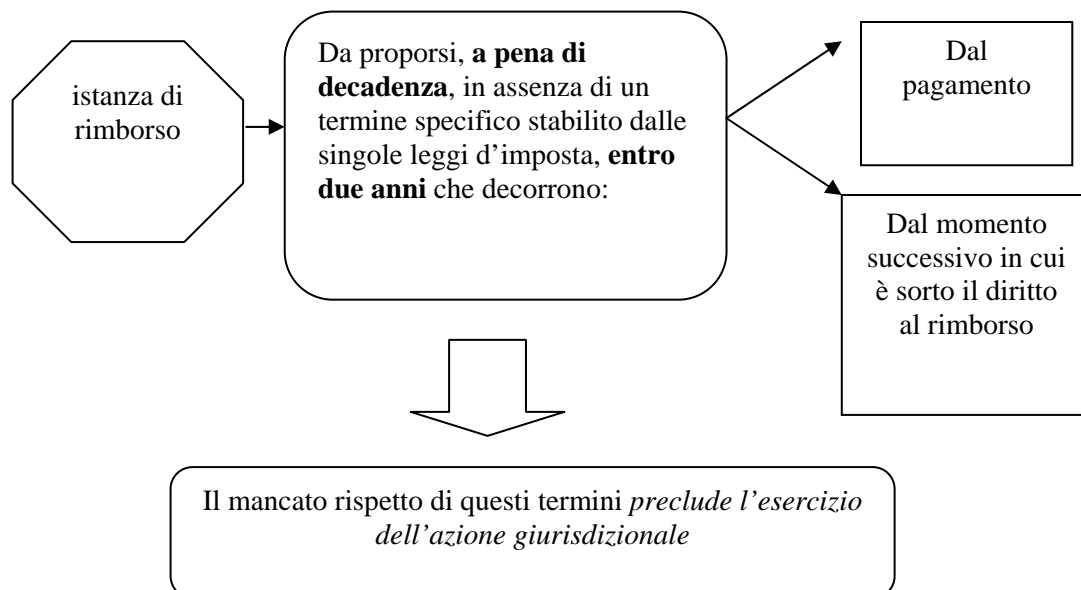 istanza di
rimborso
Da proporsi, a pena di
decadenza, in assenza di un
termine specifico stabilito dalle
singole leggi d’imposta, entro
due anni che decorrono:
Dal
pagamento
Dal momento
successivo in cui
è sorto il diritto
al rimborso
Il mancato rispetto di questi termini preclude l’esercizio
dell’azione giurisdizionale